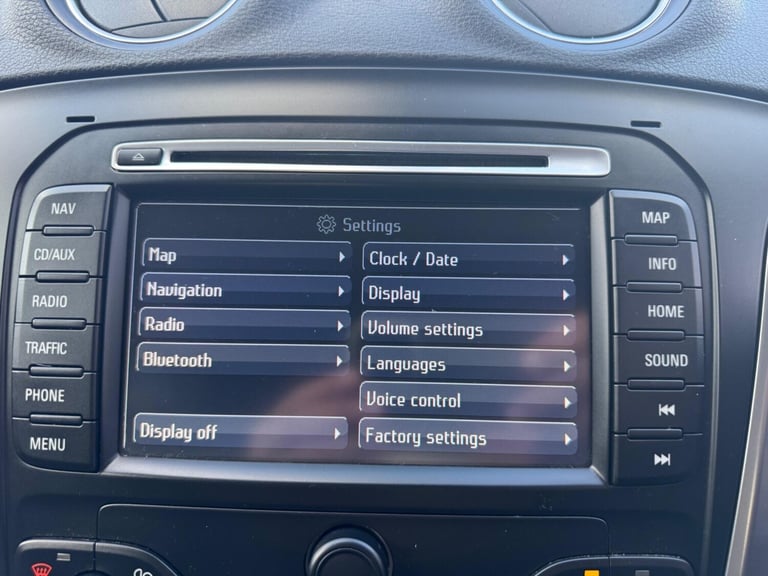 NAV
CD/AUX
RADIO
TRAFFIC
PHONE
MENU
Settings
Map
Navigation
Radio
Bluetooth
Display off
Clock / Date
Display
Volume settings
Languages
Voice control
Factory settings
MAP
INFO
HOME
SOUND